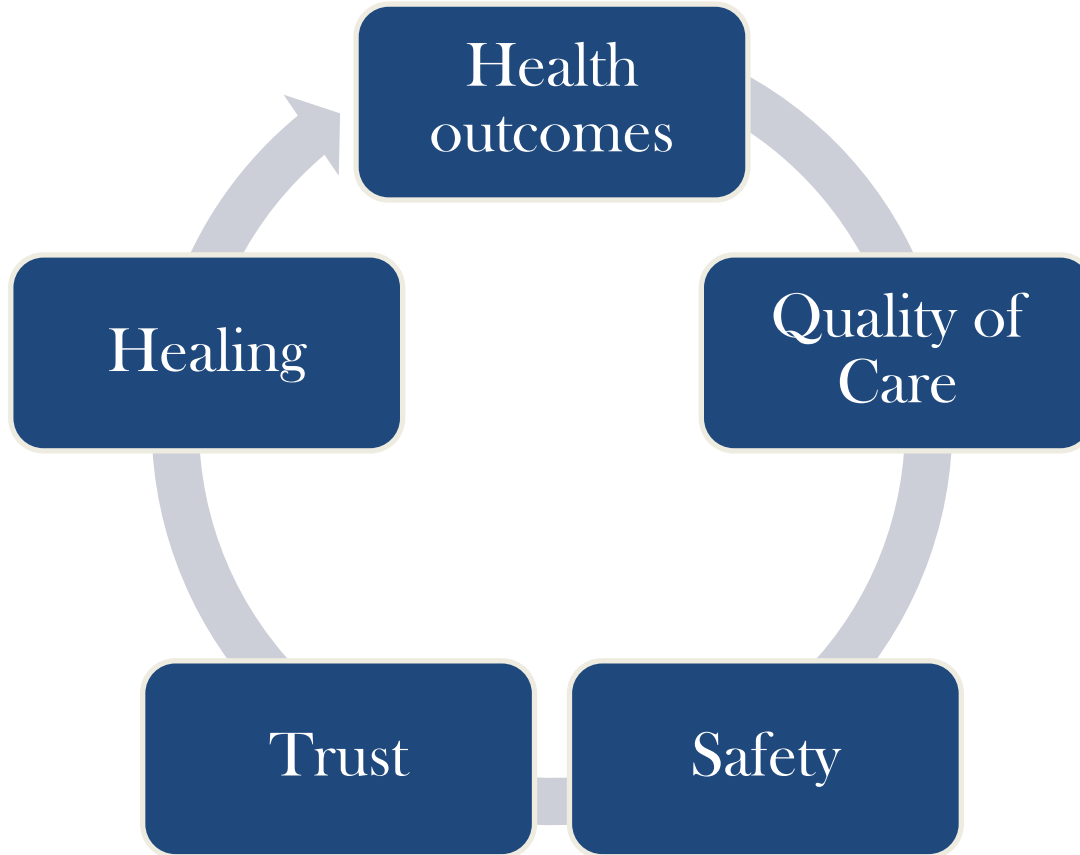 Health
outcomes
Quality of
Care
Safety
Trust
Healing